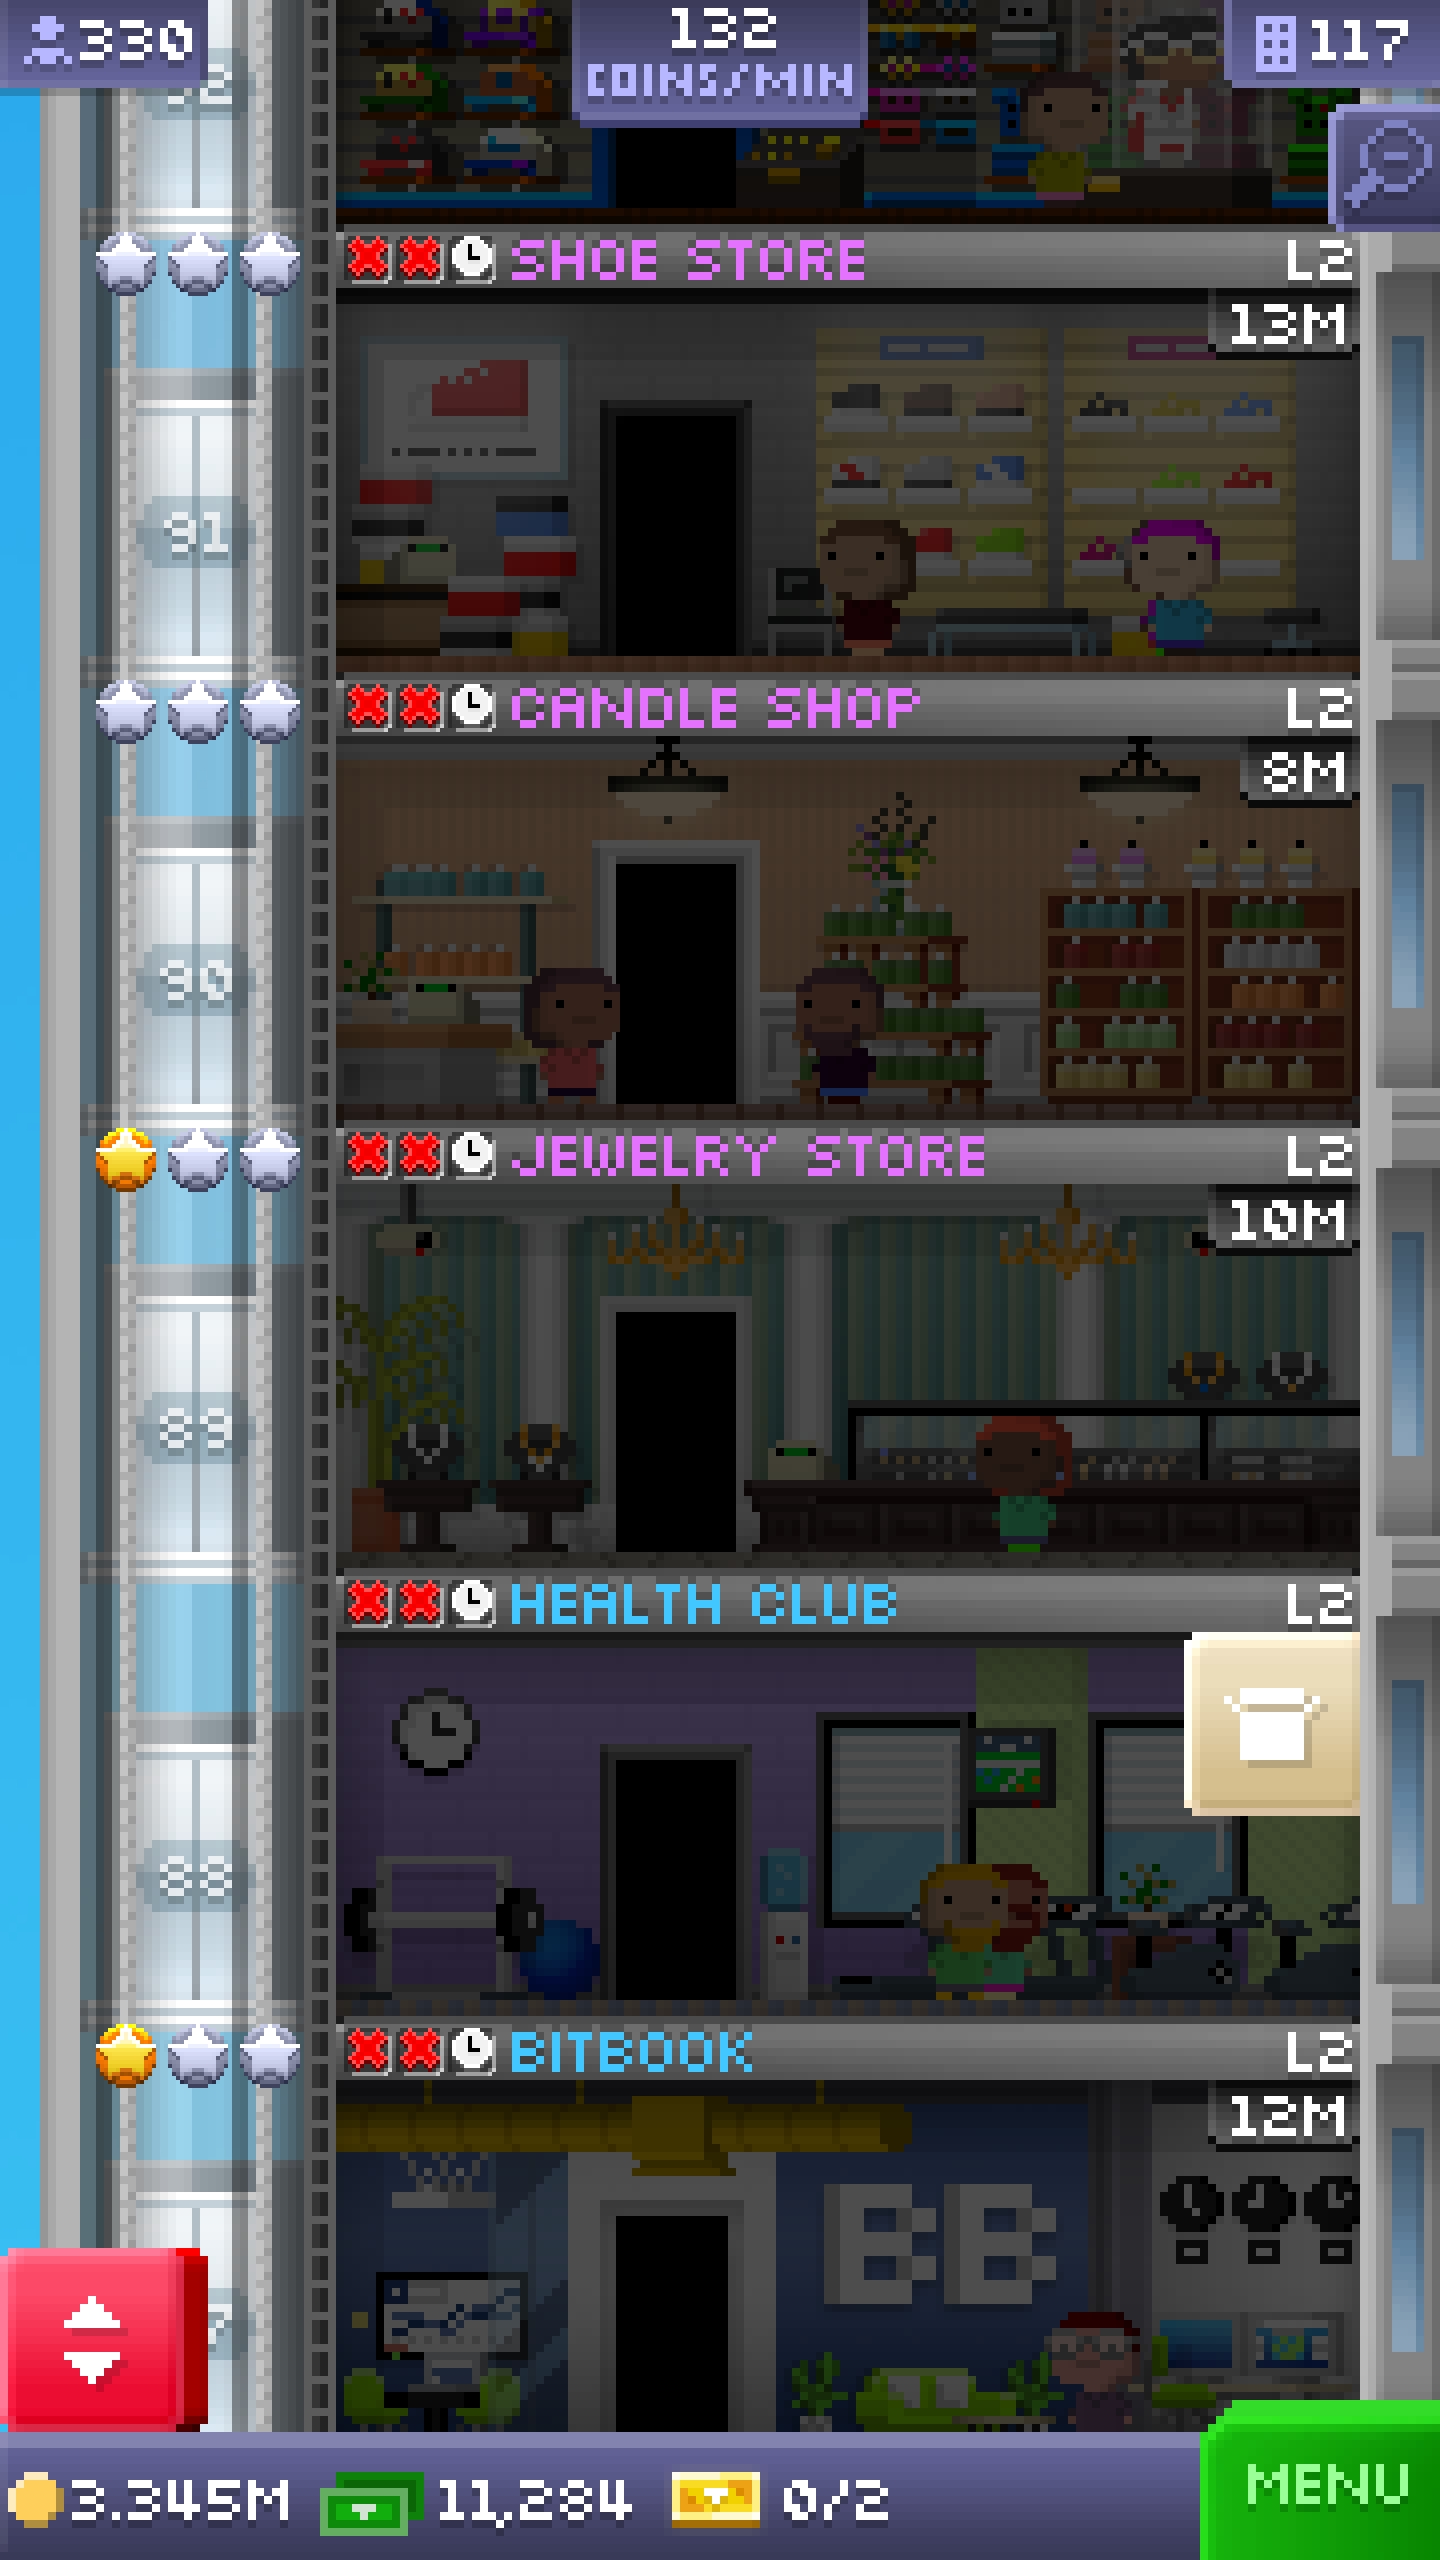 330
132
COINS/MIN
117
SHOE STORE L2
13M
91
CANDLE SHOP L2
8M
90
JEWELRY STORE L2
10M
89
HEALTH CLUB L2
88
BITBOOK L2
12M
BB
3.345M 11,284 0/2
MENU